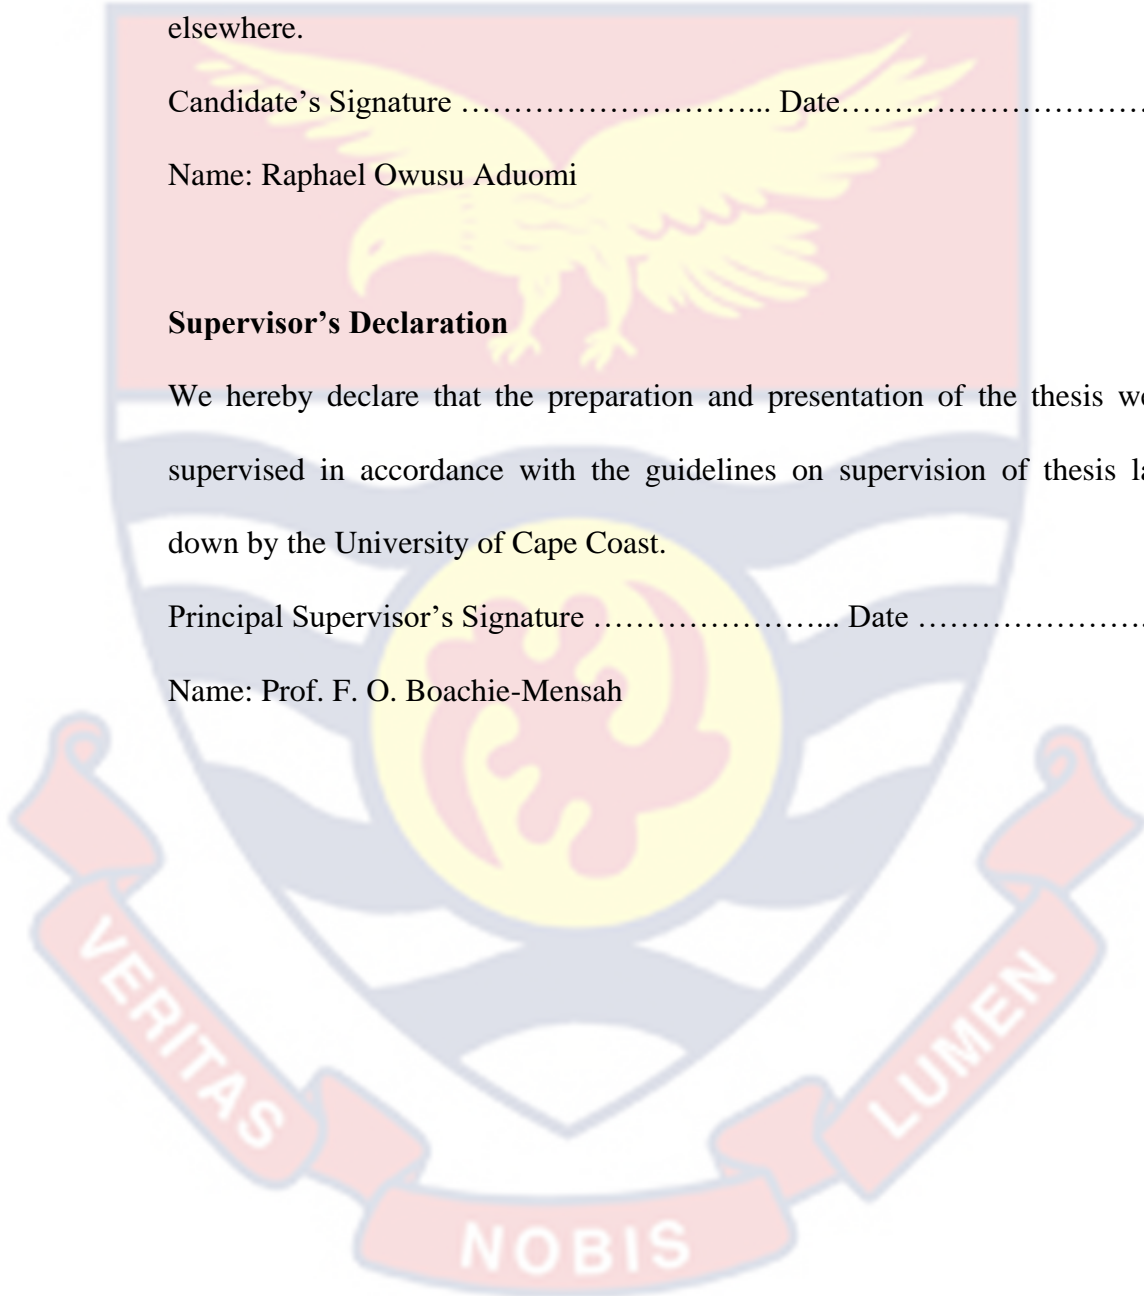 elsewhere.
Candidate’s Signature ………………………... Date…………………………
Name: Raphael Owusu Aduomi
Supervisor’s Declaration
We hereby declare that the preparation and presentation of the thesis
supervised in accordance with the guidelines on supervision of thesis
down by the University of Cape Coast.
Principal Supervisor’s Signature …………………... Date ………………….
Name: Prof. F. O. Boachie-Mensah
VERITAS
NOBIS
LUMEN